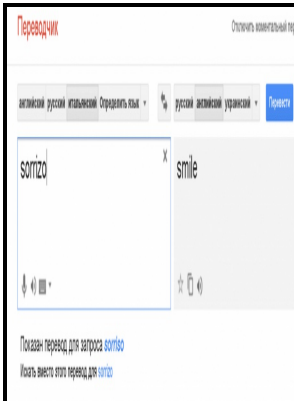 Переводчик
Отключить моментальный пер
английский русский итальянский Определить язык
русский английский украинский
Перевести
sorrizo
smile
Показан перевод для запроса sorriso
Искать вместо этого перевод для sorrizo